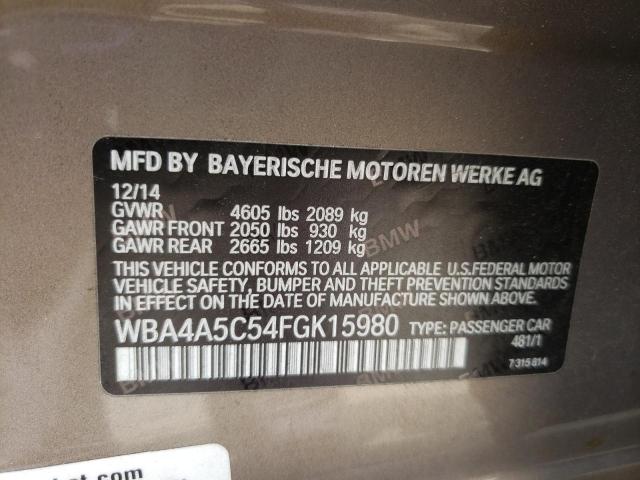 MFD BY BAYERISCHE MOTOREN WERKE AG
12/14
GVWR 4605 lbs 2089 kg
GAWR FRONT 2050 lbs 930 kg
GAWR REAR 2665 lbs 1209 kg
THIS VEHICLE CONFORMS TO ALL APPLICABLE U.S.FEDERAL MOTOR
VEHICLE SAFETY, BUMPER AND THEFT PREVENTION STANDARDS
IN EFFECT ON THE DATE OF MANUFACTURE SHOWN ABOVE.
WBA4A5C54FGK15980 TYPE: PASSENGER CAR
481/1
7 315 814